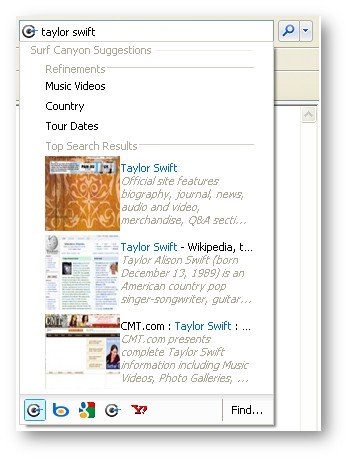 taylor swift
Surf Canyon Suggestions
Refinements
Music Videos
Country
Tour Dates
Top Search Results
Taylor Swift
Official site features
biography, journal, news,
audio and video,
merchandise, Q&A secti...
Taylor Swift - Wikipedia, t...
Taylor Alison Swift (born
December 13, 1989) is an
American country pop
singer-songwriter, guitar...
CMT.com : Taylor Swift : ...
CMT.com presents
complete Taylor Swift
information including Music
Videos, Photo Galleries, ...
Find...